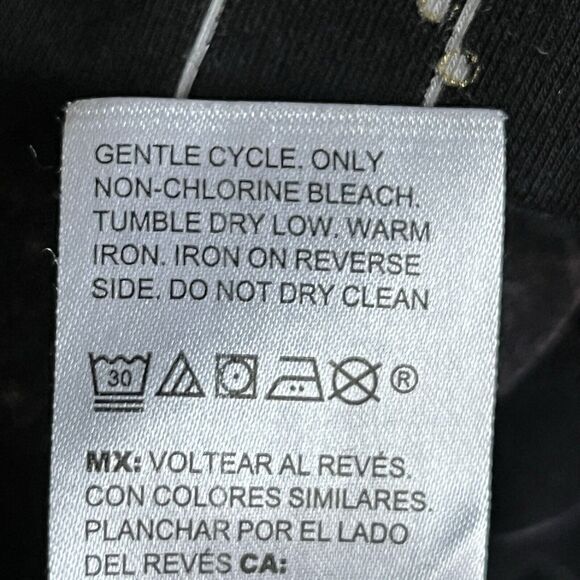 GENTLE CYCLE. ONLY
NON-CHLORINE BLEACH.
TUMBLE DRY LOW. WARM
IRON. IRON ON REVERSE
SIDE. DO NOT DRY CLEAN
30 ®
MX: VOLTEAR AL REVÉS.
CON COLORES SIMILARES.
PLANCHAR POR EL LADO
DEL REVÉS CA: